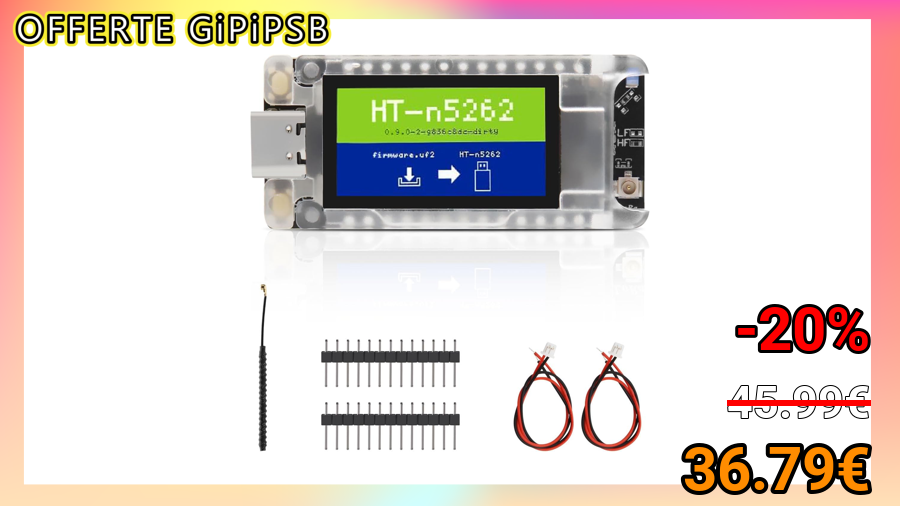 OFFERTE GiPiPSB
HT-n5262
0.9.0-2-g836c8dc-dirty
firmware.uf2 HT-n5262
LF
HF
-20%
45.99€
36.79€